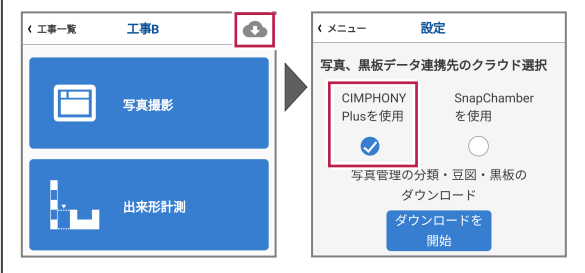 ‹ 工事一覧
工事B
写真撮影
出来形計測
‹ メニュー
設定
写真、黒板データ連携先のクラウド選択
CIMPHONY
Plusを使用
SnapChamber
を使用
写真管理の分類・豆図・黒板の
ダウンロード
ダウンロードを
開始